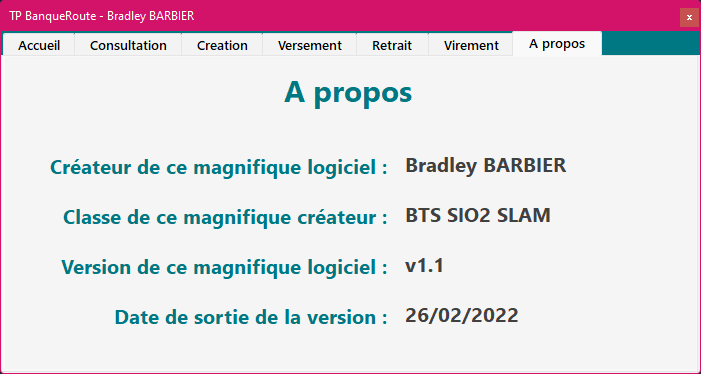 TP BanqueRoute - Bradley BARBIER x
Accueil Consultation Creation Versement Retrait Virement A propos
A propos
Créateur de ce magnifique logiciel : Bradley BARBIER
Classe de ce magnifique créateur : BTS SIO2 SLAM
Version de ce magnifique logiciel : v1.1
Date de sortie de la version : 26/02/2022